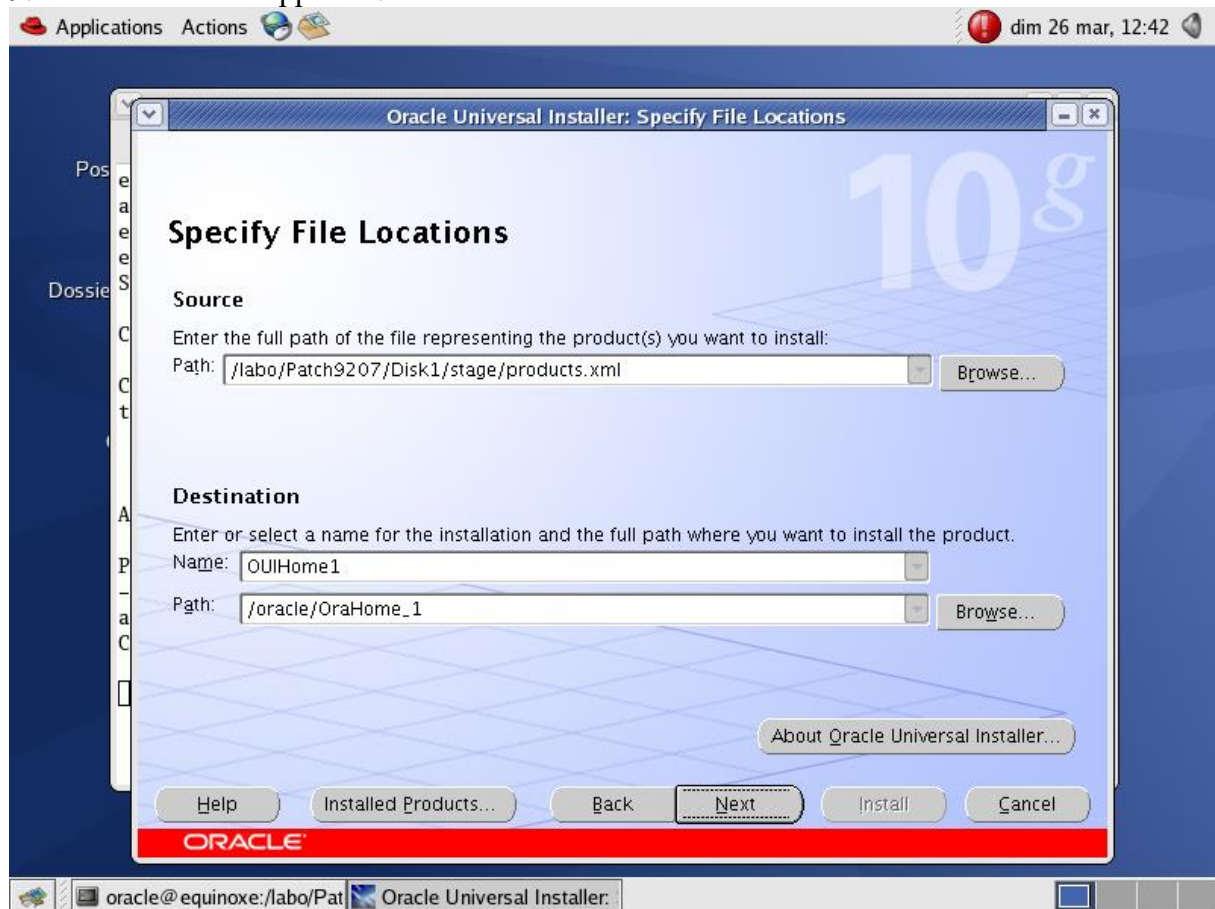 Applications Actions dim 26 mar, 12:42
Oracle Universal Installer: Specify File Locations
10g
Pos
e
a
e
e
Specify File Locations
Dossie
S
Source
C
Enter the full path of the file representing the product(s) you want to install:
Path: /labo/Patch9207/Disk1/stage/products.xml Browse...
C
t
Destination
A
Enter or select a name for the installation and the full path where you want to install the product.
P
Name: OUIHome1
-
Path: /oracle/OraHome_1 Browse...
a
C
About Oracle Universal Installer...
Help Installed Products... Back Next Install Cancel
ORACLE
oracle@equinoxe:/labo/Pat Oracle Universal Installer: